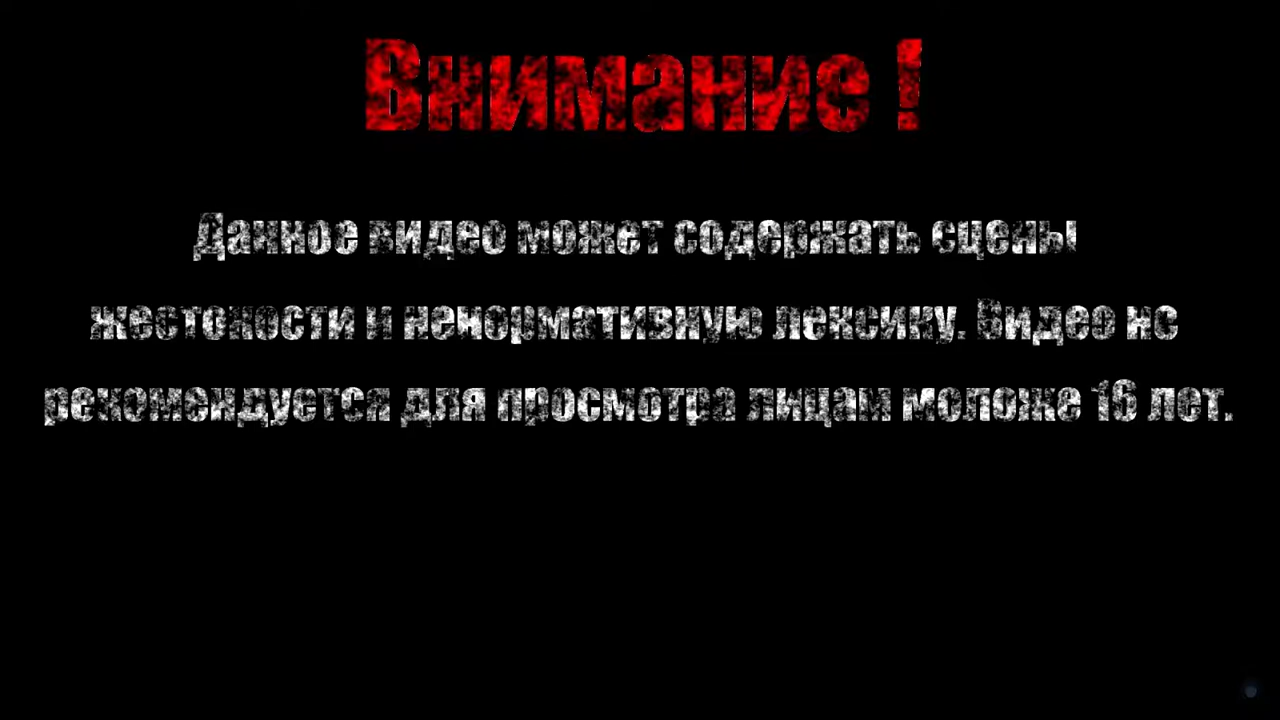 Внимание !
Данное видео может содержать сцены
жестокости и ненормативную лексику. Видео не
рекомендуется для просмотра лицам моложе 16 лет.